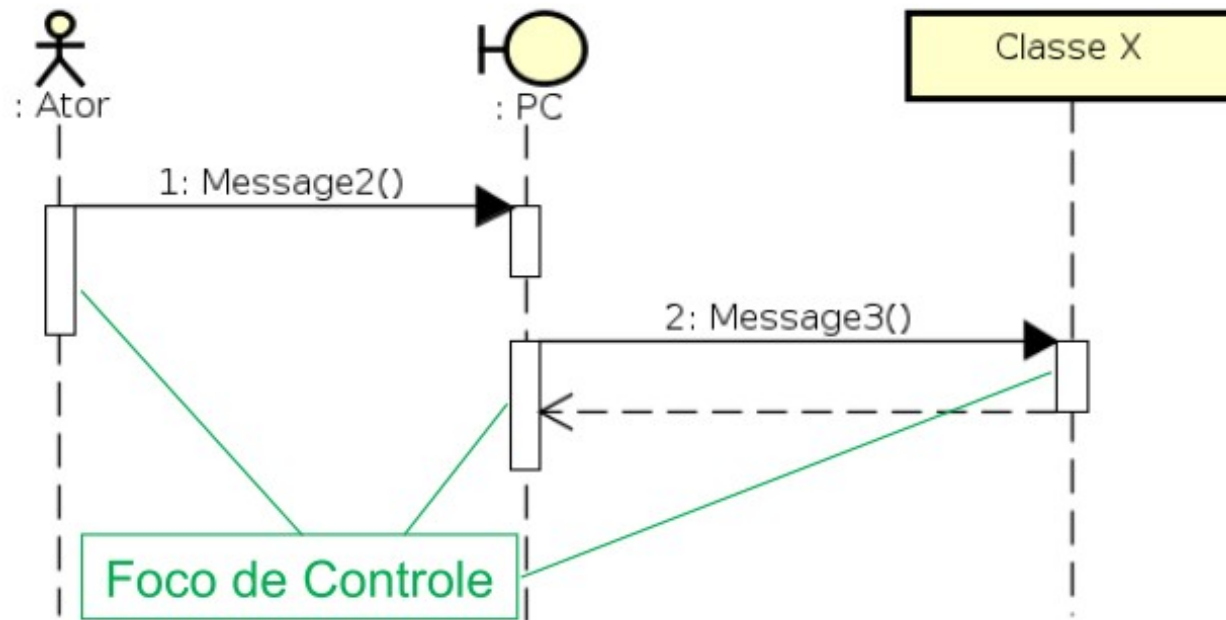 : Ator
: PC
Classe X
1: Message2()
2: Message3()
Foco de Controle